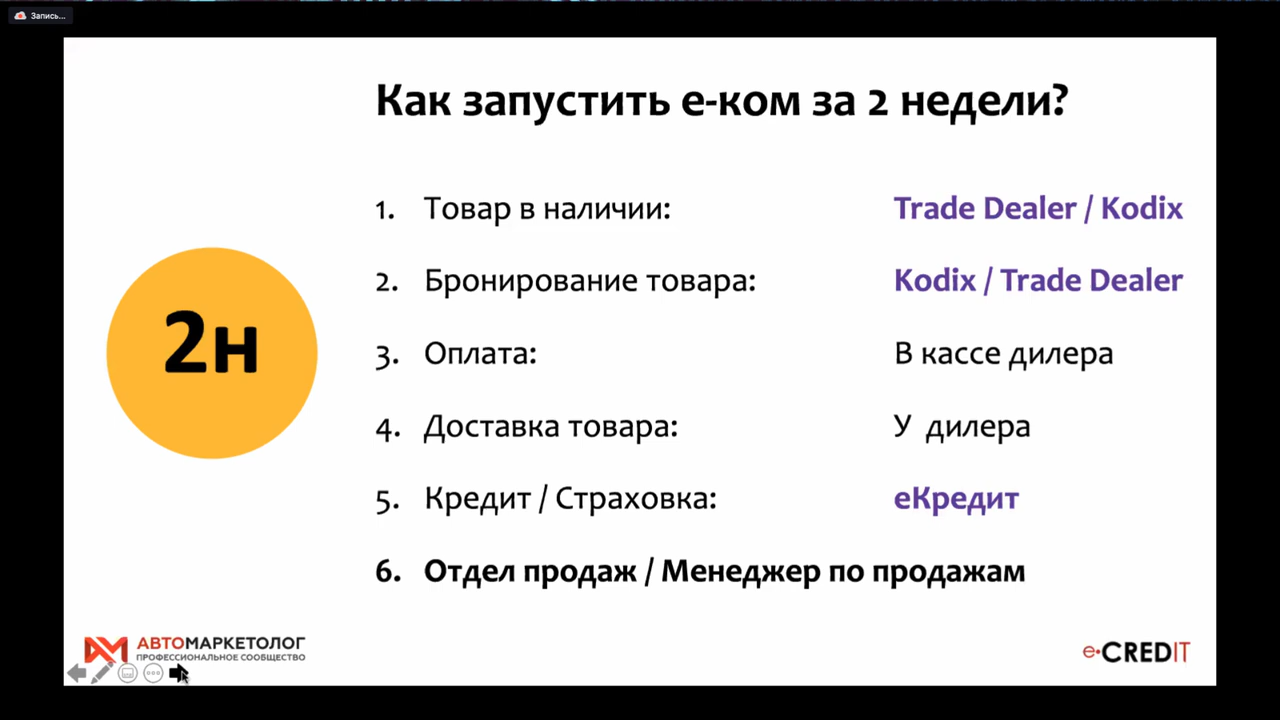 Запись...
Как запустить е-ком за 2 недели?
1. Товар в наличии: Trade Dealer / Kodix
2. Бронирование товара: Kodix / Trade Dealer
2н
3. Оплата: В кассе дилера
4. Доставка товара: У дилера
5. Кредит / Страховка: еКредит
6. Отдел продаж / Менеджер по продажам
АВТОМАРКЕТОЛОГ
ПРОФЕССИОНАЛЬНОЕ СООБЩЕСТВО
e·CREDIT